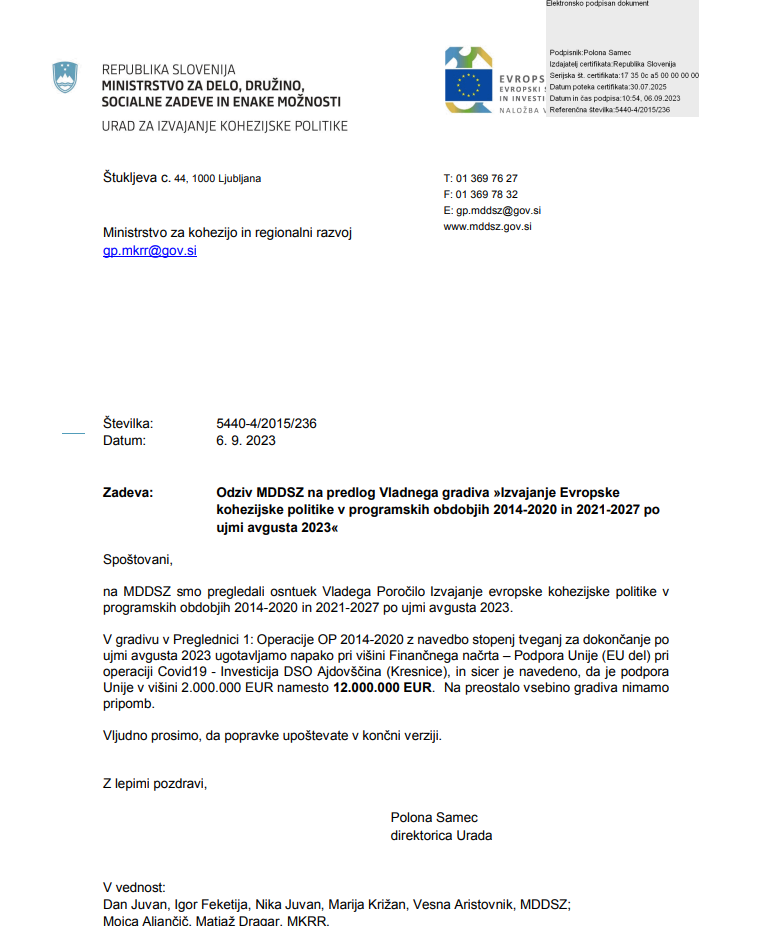 Elektronsko podpisan dokument
Podpisnik:Polona Samec
Izdajatelj certifikata:Republika Slovenija
Serijska št. certifikata:17 35 0c a5 00 00 00 00
Datum poteka certifikata:30.07.2025
Datum in čas podpisa:10:54, 06.09.2023
Referenčna številka:5440-4/2015/236
REPUBLIKA SLOVENIJA
MINISTRSTVO ZA DELO, DRUŽINO,
SOCIALNE ZADEVE IN ENAKE MOŽNOSTI
URAD ZA IZVAJANJE KOHEZIJSKE POLITIKE
EVROPS
EVROPSKI S
IN INVESTI
NALOŽBA V
Štukljeva c. 44, 1000 Ljubljana
T: 01 369 76 27
F: 01 369 78 32
E: gp.mddsz@gov.si
www.mddsz.gov.si
Ministrstvo za kohezijo in regionalni razvoj
gp.mkrr@gov.si
Številka: 5440-4/2015/236
Datum: 6. 9. 2023
Zadeva: Odziv MDDSZ na predlog Vladnega gradiva »Izvajanje Evropske
kohezijske politike v programskih obdobjih 2014-2020 in 2021-2027 po
ujmi avgusta 2023«
Spoštovani,
na MDDSZ smo pregledali osntuek Vladega Poročilo Izvajanje evropske kohezijske politike v
programskih obdobjih 2014-2020 in 2021-2027 po ujmi avgusta 2023.
V gradivu v Preglednici 1: Operacije OP 2014-2020 z navedbo stopenj tveganj za dokončanje po
ujmi avgusta 2023 ugotavljamo napako pri višini Finančnega načrta – Podpora Unije (EU del) pri
operaciji Covid19 - Investicija DSO Ajdovščina (Kresnice), in sicer je navedeno, da je podpora
Unije v višini 2.000.000 EUR namesto 12.000.000 EUR. Na preostalo vsebino gradiva nimamo
pripomb.
Vljudno prosimo, da popravke upoštevate v končni verziji.
Z lepimi pozdravi,
Polona Samec
direktorica Urada
V vednost:
Dan Juvan, Igor Feketija, Nika Juvan, Marija Križan, Vesna Aristovnik, MDDSZ;
Mojca Aljančič, Matjaž Dragar, MKRR.